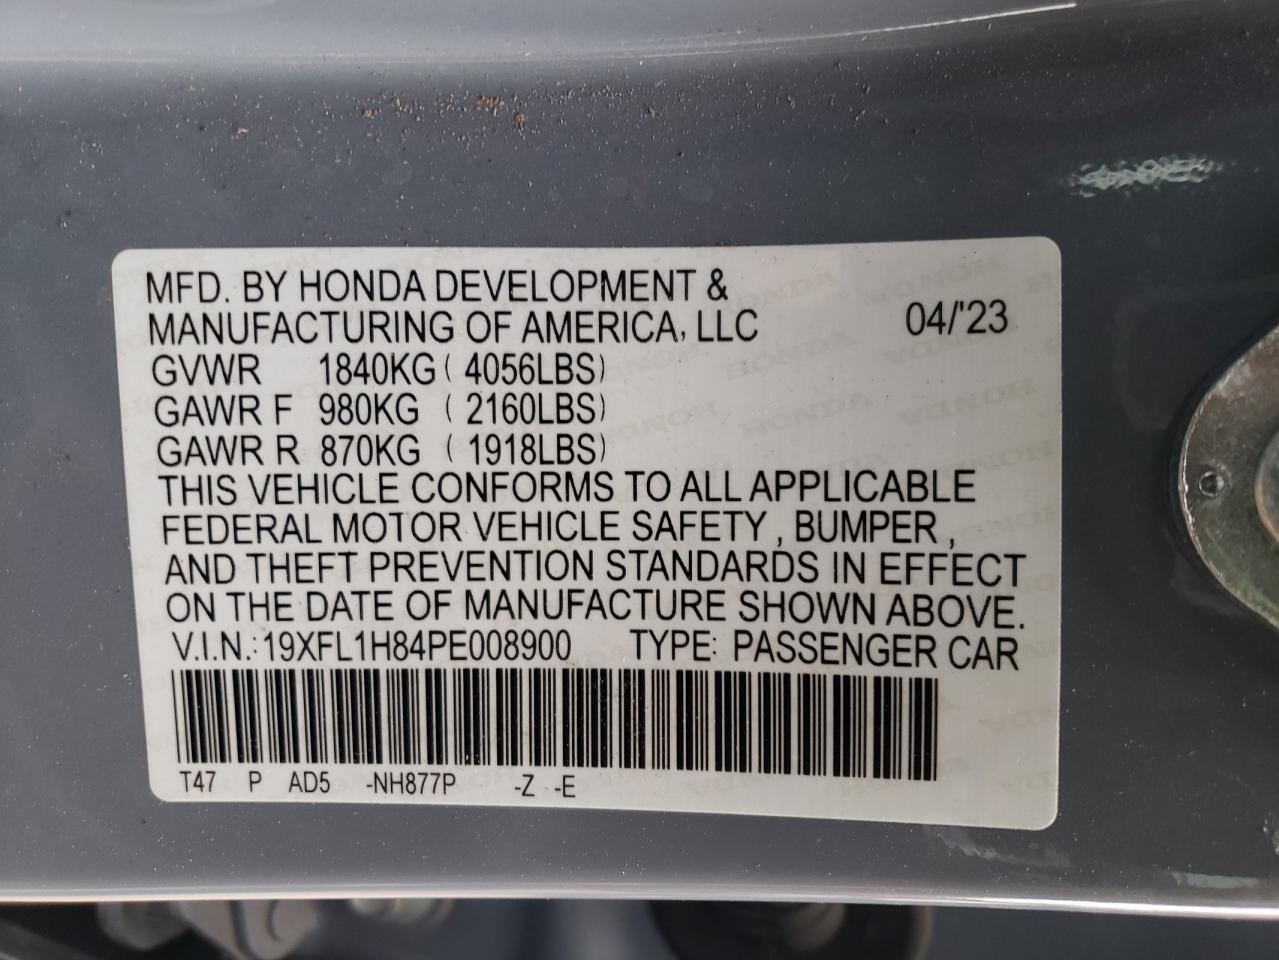 MFD. BY HONDA DEVELOPMENT &
MANUFACTURING OF AMERICA, LLC 04/'23
GVWR 1840KG ( 4056LBS)
GAWR F 980KG ( 2160LBS)
GAWR R 870KG ( 1918LBS)
THIS VEHICLE CONFORMS TO ALL APPLICABLE
FEDERAL MOTOR VEHICLE SAFETY , BUMPER ,
AND THEFT PREVENTION STANDARDS IN EFFECT
ON THE DATE OF MANUFACTURE SHOWN ABOVE.
V.I.N.: 19XFL1H84PE008900 TYPE: PASSENGER CAR
T47 P AD5 -NH877P -Z -E